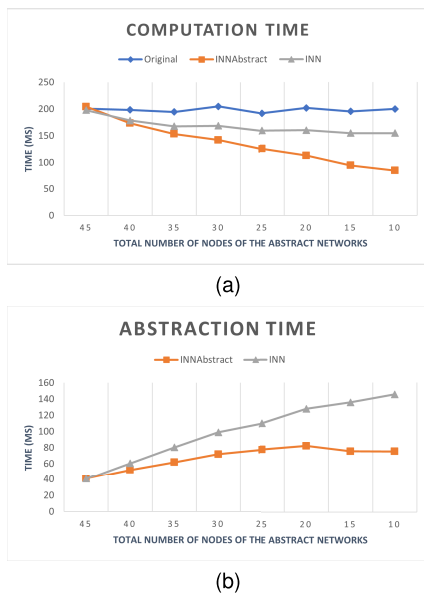 COMPUTATION TIME
Original INNAbstract INN
250
200
150
100
50
0
TIME (MS)
45 40 35 30 25 20 15 10
TOTAL NUMBER OF NODES OF THE ABSTRACT NETWORKS
(a)
ABSTRACTION TIME
INNAbstract INN
160
140
120
100
80
60
40
20
0
TIME (MS)
45 40 35 30 25 20 15 10
TOTAL NUMBER OF NODES OF THE ABSTRACT NETWORKS
(b)